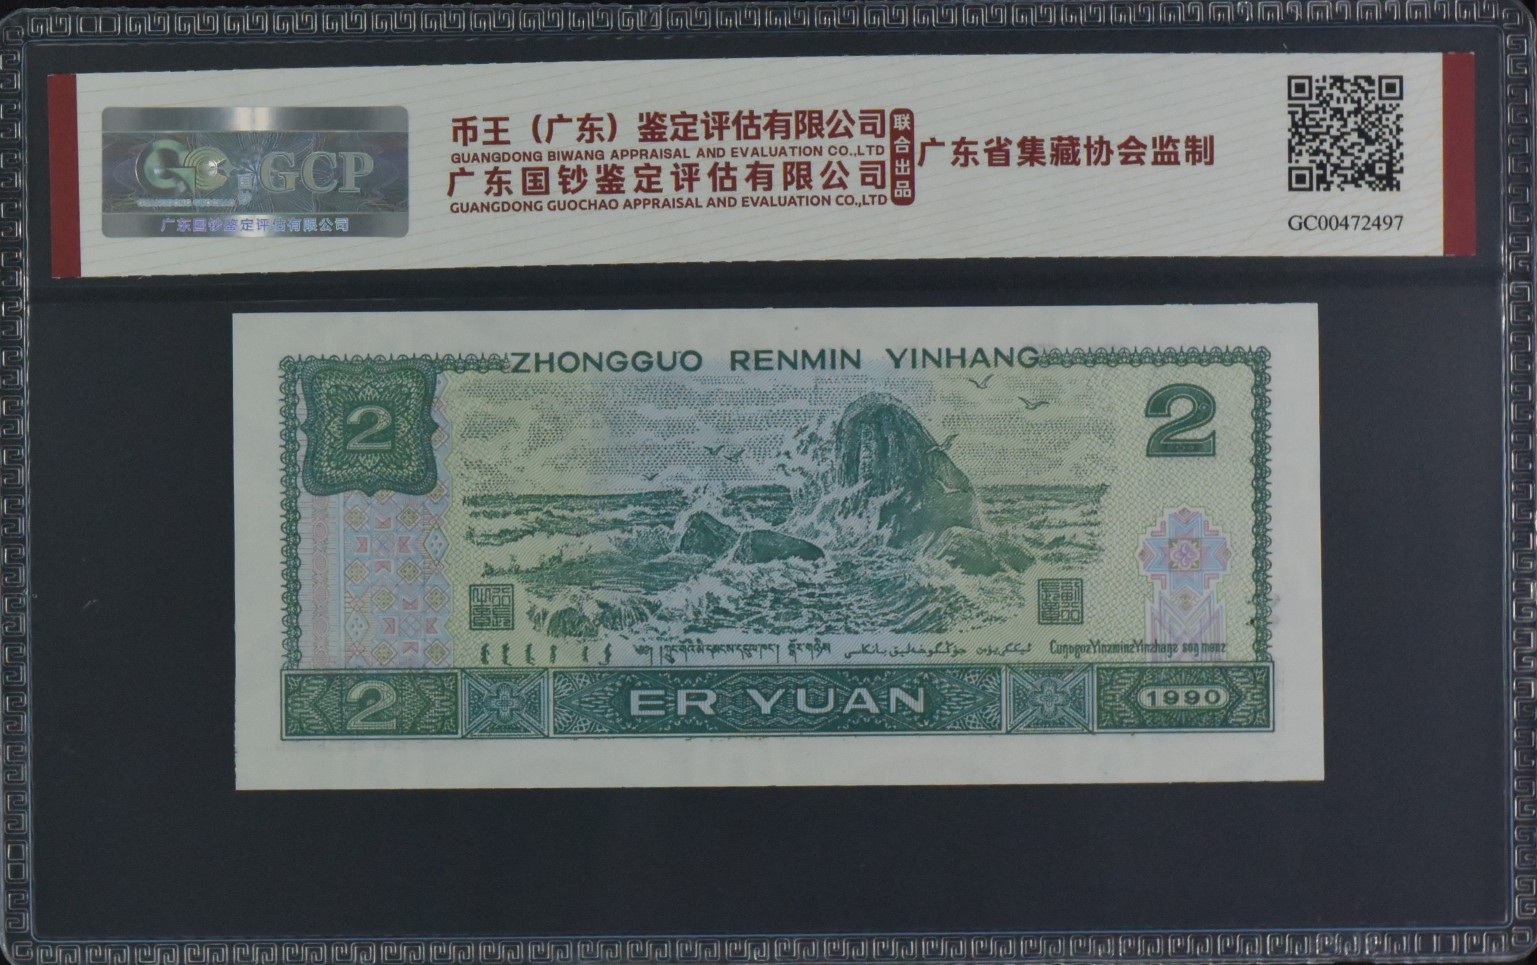 GCP
广东国钞鉴定评估有限公司
币王（广东）鉴定评估有限公司
GUANGDONG BIWANG APPRAISAL AND EVALUATION CO.,LTD
广东国钞鉴定评估有限公司
GUANGDONG GUOCHAO APPRAISAL AND EVALUATION CO.,LTD
联合出品
广东省集藏协会监制
GC00472497
ZHONGGUO RENMIN YINHANG
2
2
2
ER YUAN
1990